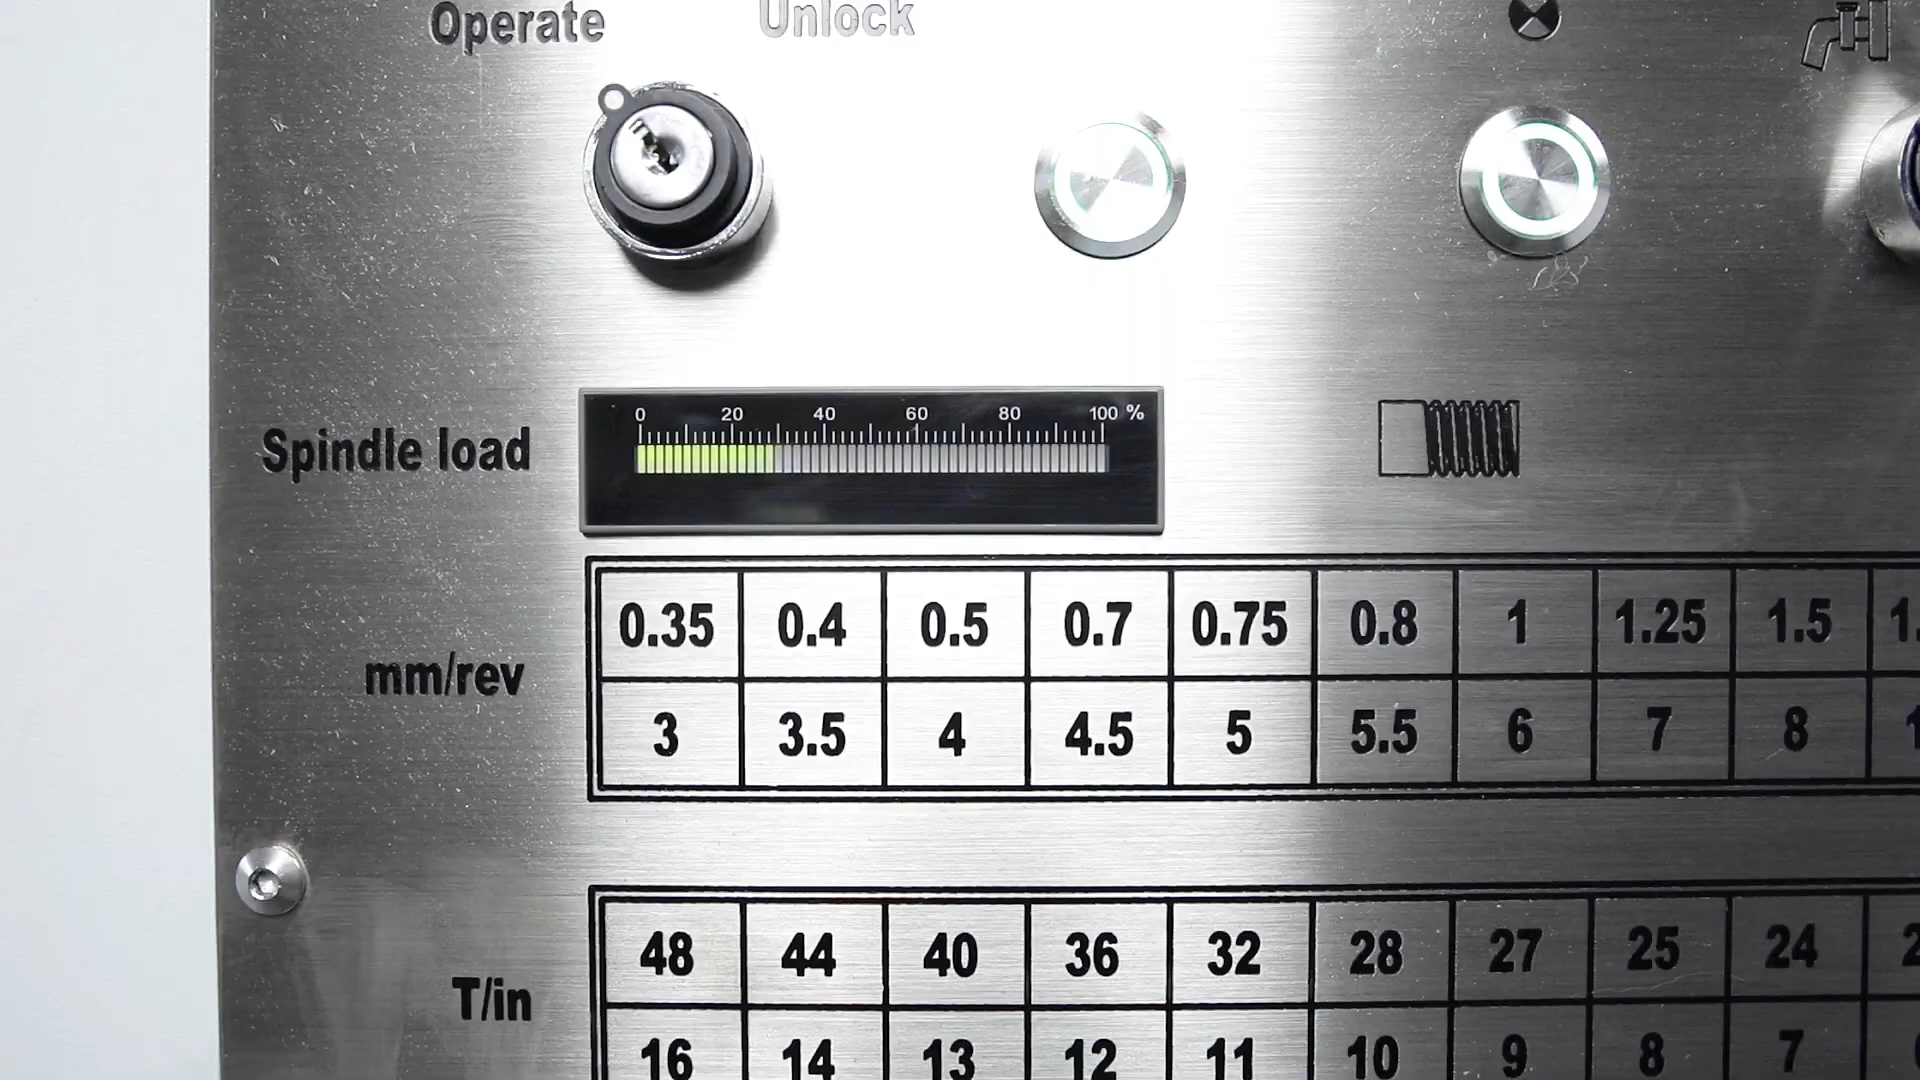 Operate Unlock
0 20 40 60 80 100 %
Spindle load
0.35 0.4 0.5 0.7 0.75 0.8 1 1.25 1.5
mm/rev
3 3.5 4 4.5 5 5.5 6 7 8
48 44 40 36 32 28 27 25 24
T/in
16 14 13 12 11 10 9 8 7